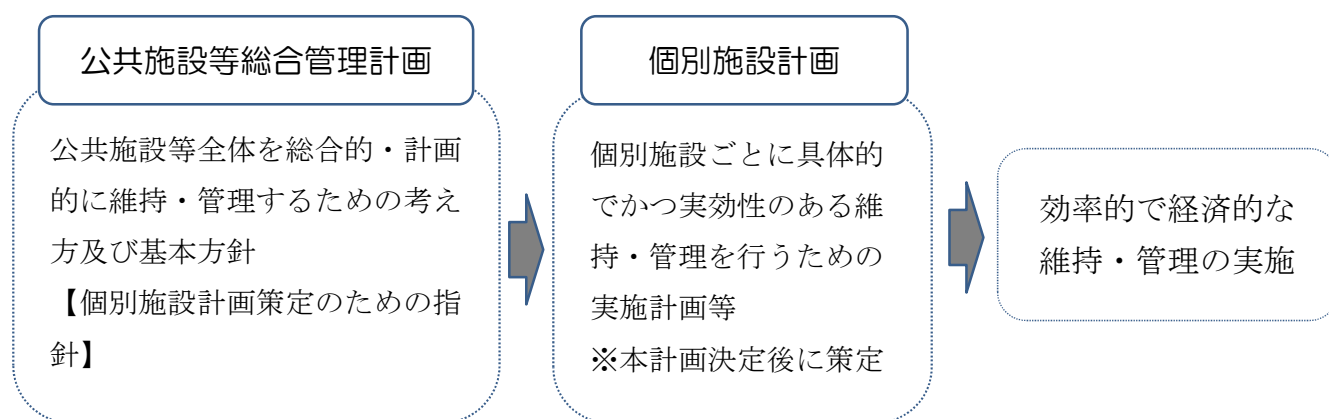 公共施設等総合管理計画
公共施設等全体を総合的・計画
的に維持・管理するための考え
方及び基本方針
【個別施設計画策定のための指
針】
個別施設計画
個別施設ごとに具体的
でかつ実効性のある維
持・管理を行うための
実施計画等
※本計画決定後に策定
効率的で経済的な
維持・管理の実施